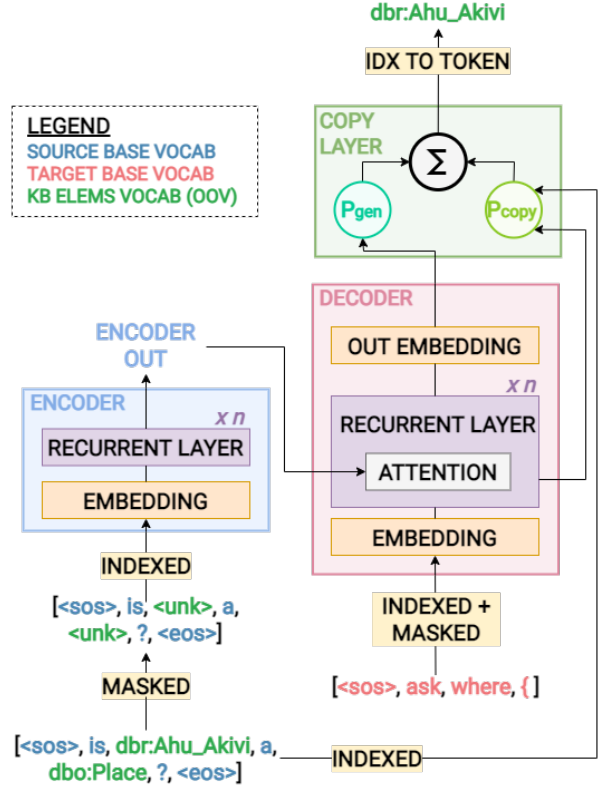 dbr:Ahu_Akivi
IDX TO TOKEN
LEGEND
SOURCE BASE VOCAB
TARGET BASE VOCAB
KB ELEMS VOCAB (OOV)
COPY
LAYER
Σ
Pgen
Pcopy
DECODER
OUT EMBEDDING
x n
RECURRENT LAYER
ATTENTION
EMBEDDING
INDEXED +
MASKED
[<sos>, ask, where, { ]
ENCODER
OUT
ENCODER
x n
RECURRENT LAYER
EMBEDDING
INDEXED
[<sos>, is, <unk>, a,
<unk>, ?, <eos>]
MASKED
[<sos>, is, dbr:Ahu_Akivi, a,
dbo:Place, ?, <eos>]
INDEXED